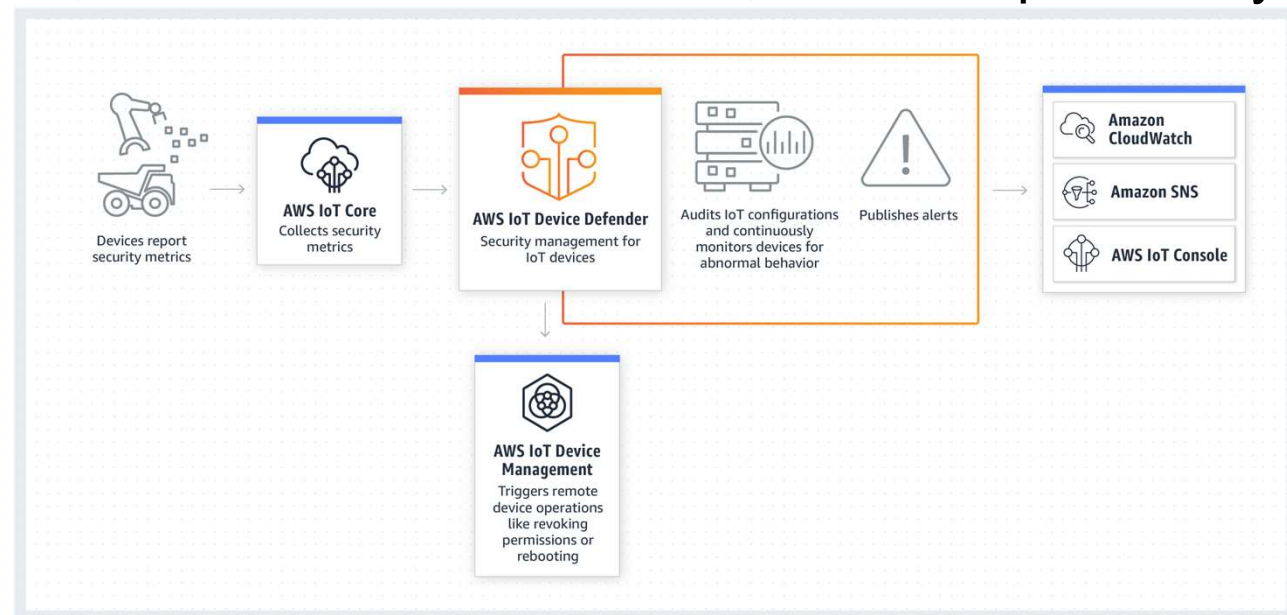 Devices report
security metrics
AWS IoT Core
Collects security
metrics
AWS IoT Device Defender
Security management for
IoT devices
Audits IoT configurations
and continuously
monitors devices for
abnormal behavior
Publishes alerts
Amazon
CloudWatch
Amazon SNS
AWS IoT Console
AWS IoT Device
Management
Triggers remote
device operations
like revoking
permissions or
rebooting